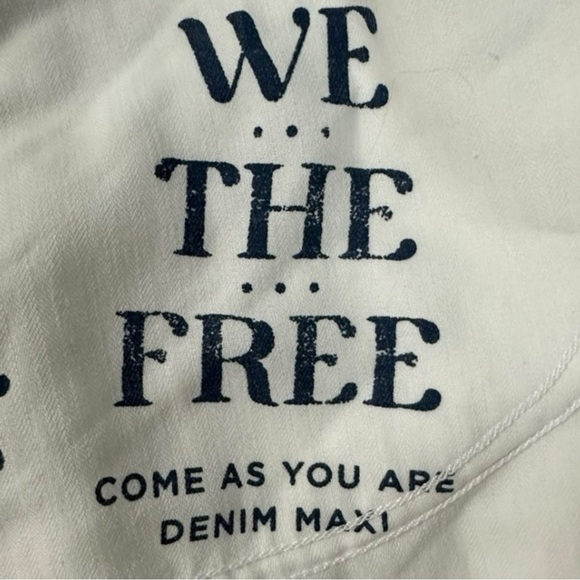 WE
...
THE
...
FREE
COME AS YOU ARE
DENIM MAXI